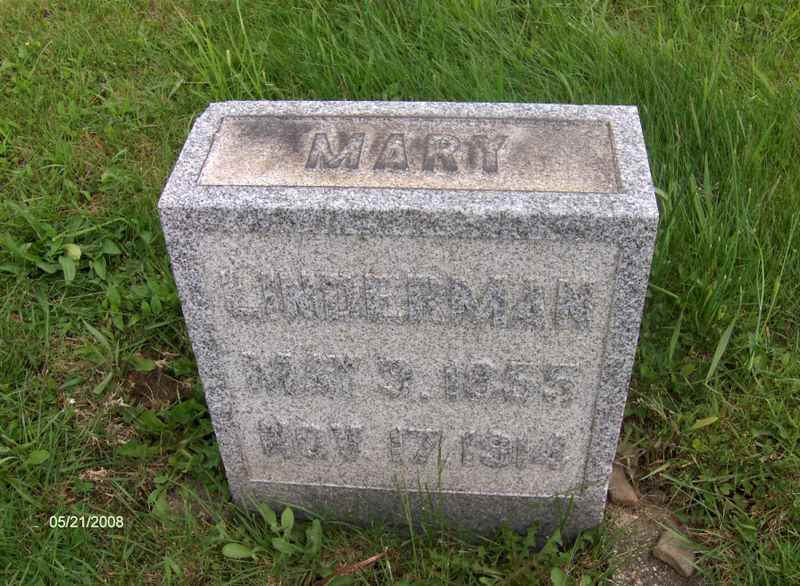 MARY
LINDERMAN
MAY 9, 1855
NOV 17, 1914
05/21/2008